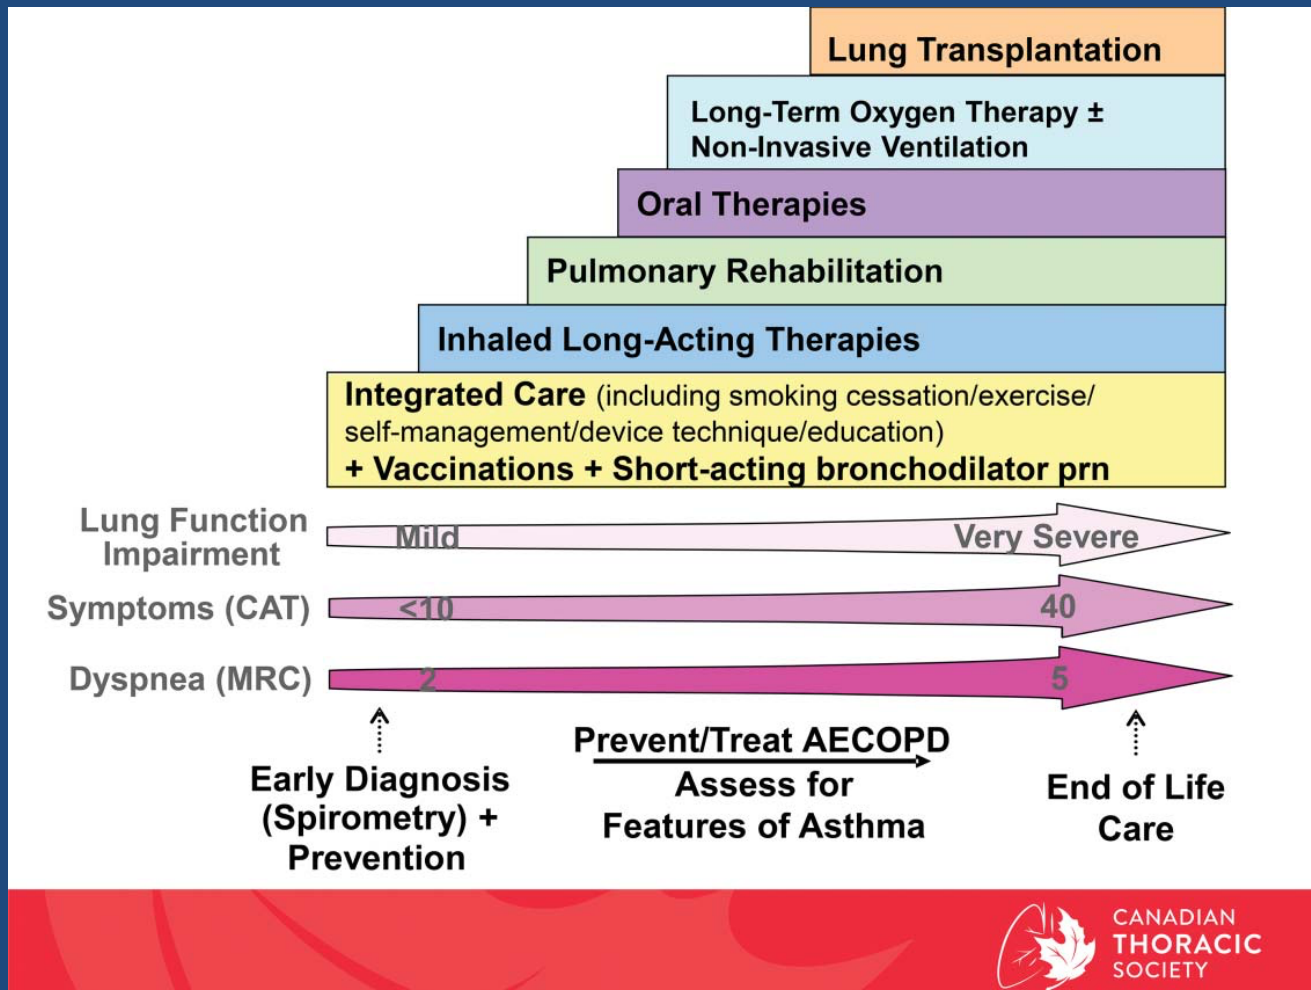 Lung Transplantation
Long-Term Oxygen Therapy ±
Non-Invasive Ventilation
Oral Therapies
Pulmonary Rehabilitation
Inhaled Long-Acting Therapies
Integrated Care (including smoking cessation/exercise/
self-management/device technique/education)
+ Vaccinations + Short-acting bronchodilator prn
Lung Function
Impairment
Mild
Very Severe
Symptoms (CAT)
<10
40
Dyspnea (MRC)
2
5
Early Diagnosis
(Spirometry) +
Prevention
Prevent/Treat AECOPD
Assess for
Features of Asthma
End of Life
Care
CANADIAN
THORACIC
SOCIETY